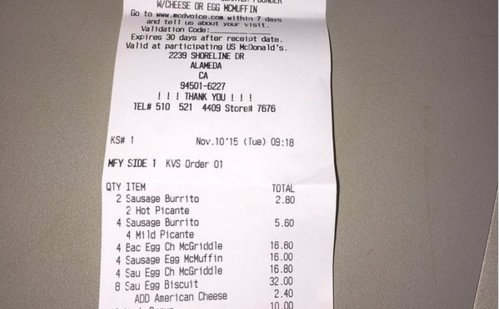 W/CHEESE OR EGG MCMUFFIN
Go to www.mcdvoice.com within 7 days
and tell us about your visit.
Validation Code:
Expires 30 days after receipt date.
Valid at participating US McDonald's.
2239 SHORELINE DR
ALAMEDA
CA
94501-6227
! ! ! THANK YOU ! ! !
TEL# 510 521 4409 Store# 7676
KS# 1 Nov.10'15 (Tue) 09:18
MFY SIDE 1 KVS Order 01
QTY ITEM TOTAL
2 Sausage Burrito 2.80
2 Hot Picante
4 Sausage Burrito 5.60
4 Mild Picante
4 Bac Egg Ch McGriddle 16.80
4 Sausage Egg McMuffin 16.00
4 Sau Egg Ch McGriddle 16.80
8 Sau Egg Biscuit 32.00
ADD American Cheese 2.40
10.00